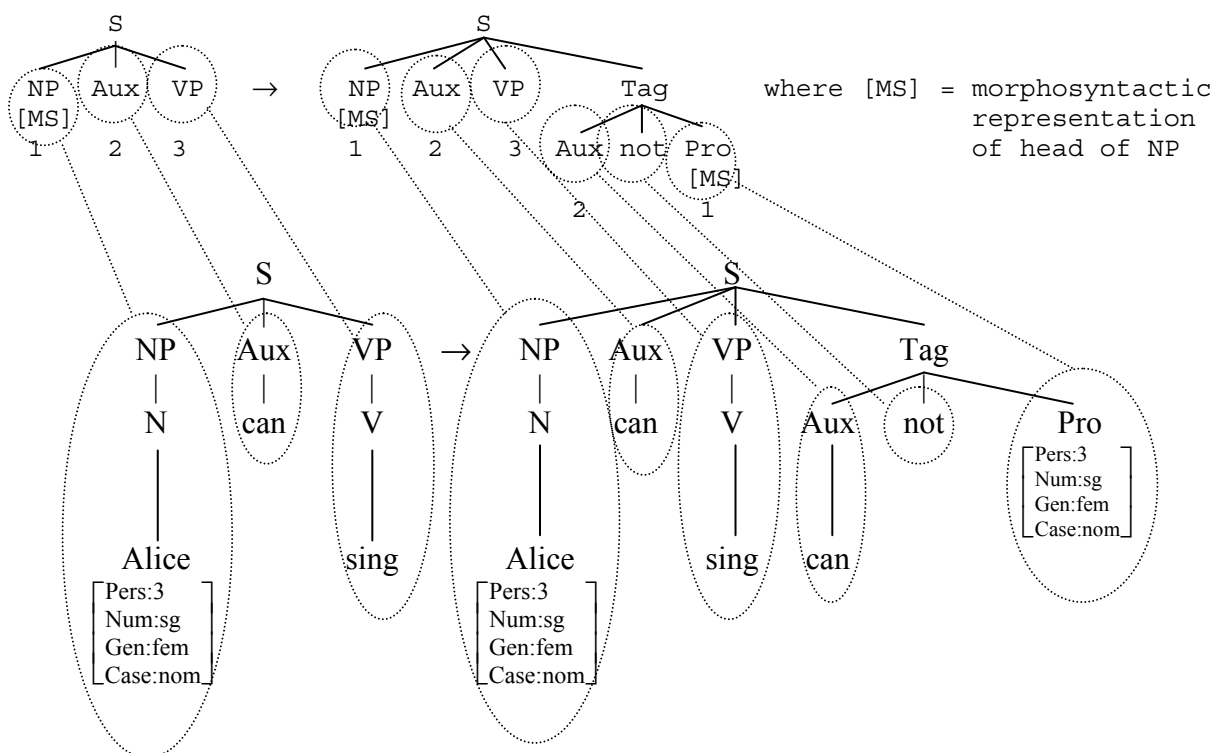 S S
NP Aux VP → NP Aux VP Tag where [MS] = morphosyntactic
[MS] [MS] representation
1 2 3 1 2 3 Aux not Pro of head of NP
[MS]
2 1
S S
NP Aux VP → NP Aux VP Tag
N can V N can V Aux not Pro
Pers:3
Num:sg
Gen:fem
Case:nom
Alice sing Alice sing can
Pers:3 Pers:3
Num:sg Num:sg
Gen:fem Gen:fem
Case:nom Case:nom